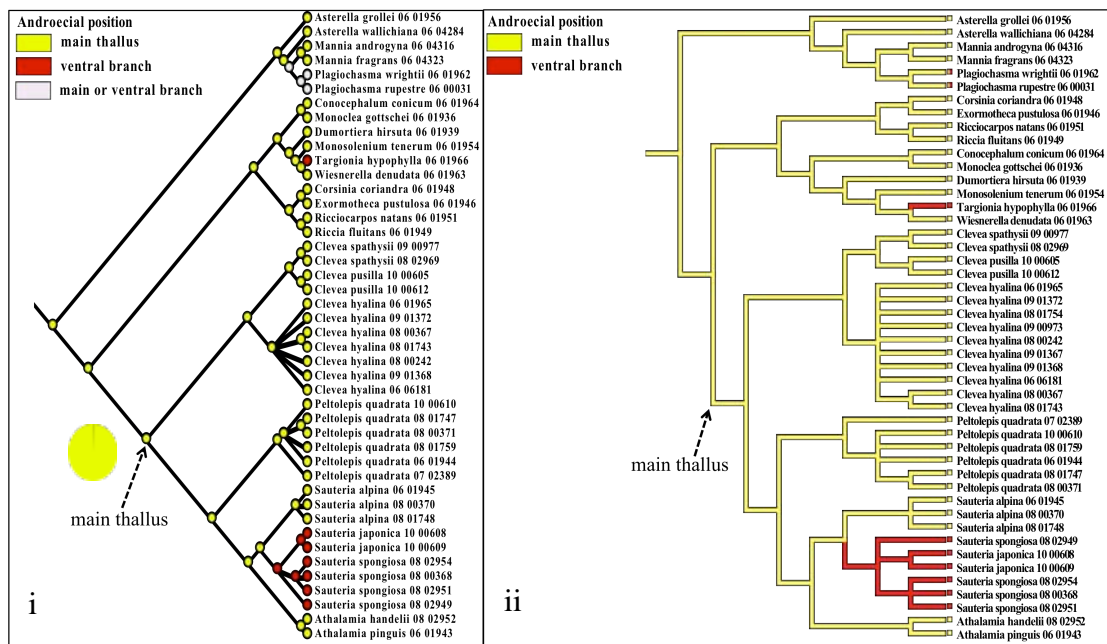 Androecial position
main thallus
ventral branch
main or ventral branch
Asterella grollei 06 01956
Asterella wallichiana 06 04284
Mannia androgyna 06 04316
Mannia fragrans 06 04323
Plagiochasma wrightii 06 01962
Plagiochasma rupestre 06 00031
Conocephalum conicum 06 01964
Monoclea gottschei 06 01936
Dumortiera hirsuta 06 01939
Monosolenium tenerum 06 01954
Targionia hypophylla 06 01966
Wiesnerella denudata 06 01963
Corsinia coriandra 06 01948
Exormotheca pustulosa 06 01946
Ricciocarpos natans 06 01951
Riccia fluitans 06 01949
Clevea spathysii 09 00977
Clevea spathysii 08 02969
Clevea pusilla 10 00605
Clevea pusilla 10 00612
Clevea hyalina 06 01965
Clevea hyalina 09 01372
Clevea hyalina 08 00367
Clevea hyalina 08 01743
Clevea hyalina 08 00242
Clevea hyalina 09 01368
Clevea hyalina 06 06181
Peltolepis quadrata 10 00610
Peltolepis quadrata 08 01747
Peltolepis quadrata 08 00371
Peltolepis quadrata 08 01759
Peltolepis quadrata 06 01944
Peltolepis quadrata 07 02389
Sauteria alpina 06 01945
Sauteria alpina 08 00370
Sauteria alpina 08 01748
Sauteria japonica 10 00608
Sauteria japonica 10 00609
Sauteria spongiosa 08 02954
Sauteria spongiosa 08 00368
Sauteria spongiosa 08 02951
Sauteria spongiosa 08 02949
Athalamia handelii 08 02952
Athalamia pinguis 06 01943
main thallus
i
Androecial position
main thallus
ventral branch
Asterella grollei 06 01956
Asterella wallichiana 06 04284
Mannia androgyna 06 04316
Mannia fragrans 06 04323
Plagiochasma wrightii 06 01962
Plagiochasma rupestre 06 00031
Corsinia coriandra 06 01948
Exormotheca pustulosa 06 01946
Ricciocarpos natans 06 01951
Riccia fluitans 06 01949
Conocephalum conicum 06 01964
Monoclea gottschei 06 01936
Dumortiera hirsuta 06 01939
Monosolenium tenerum 06 01954
Targionia hypophylla 06 01966
Wiesnerella denudata 06 01963
Clevea spathysii 09 00977
Clevea spathysii 08 02969
Clevea pusilla 10 00605
Clevea pusilla 10 00612
Clevea hyalina 06 01965
Clevea hyalina 09 01372
Clevea hyalina 08 01754
Clevea hyalina 09 00973
Clevea hyalina 08 00242
Clevea hyalina 09 01367
Clevea hyalina 09 01368
Clevea hyalina 06 06181
Clevea hyalina 08 00367
Clevea hyalina 08 01743
Peltolepis quadrata 07 02389
Peltolepis quadrata 10 00610
Peltolepis quadrata 08 01759
Peltolepis quadrata 06 01944
Peltolepis quadrata 08 01747
Peltolepis quadrata 08 00371
Sauteria alpina 06 01945
Sauteria alpina 08 00370
Sauteria alpina 08 01748
Sauteria spongiosa 08 02949
Sauteria japonica 10 00608
Sauteria japonica 10 00609
Sauteria spongiosa 08 02954
Sauteria spongiosa 08 00368
Sauteria spongiosa 08 02951
Athalamia handelii 08 02952
Athalamia pinguis 06 01943
main thallus
ii